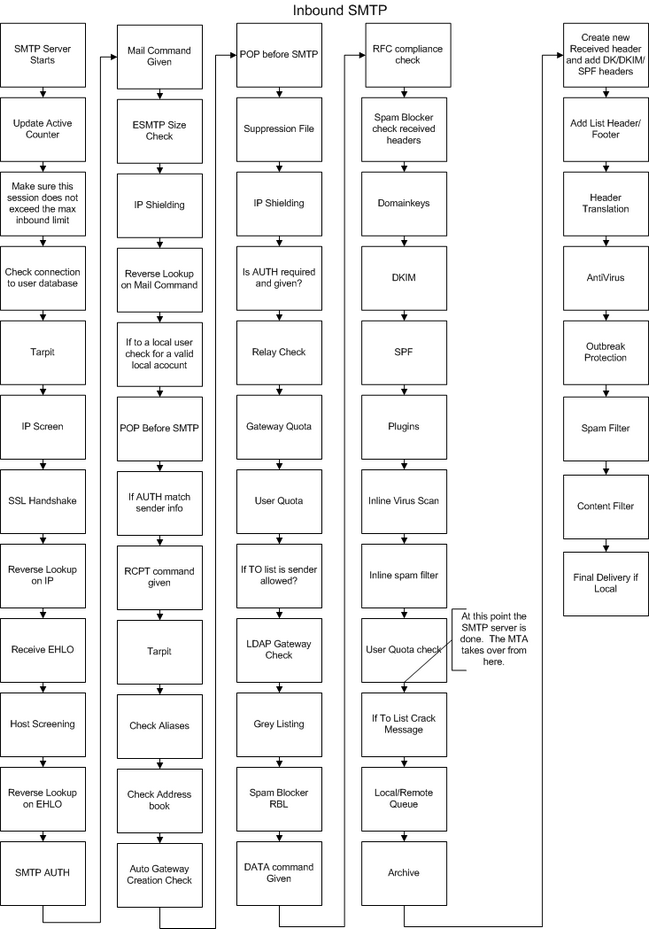 Inbound SMTP
SMTP Server
Starts
Update Active
Counter
Make sure this
session does not
exceed the max
inbound limit
Check connection
to user database
Tarpit
IP Screen
SSL Handshake
Reverse Lookup
on IP
Receive EHLO
Host Screening
Reverse Lookup
on EHLO
SMTP AUTH
Mail Command
Given
ESMTP Size
Check
IP Shielding
Reverse Lookup
on Mail Command
If to a local user
check for a valid
local acocunt
POP Before SMTP
If AUTH match
sender info
RCPT command
given
Tarpit
Check Aliases
Check Address
book
Auto Gateway
Creation Check
POP before SMTP
Suppression File
IP Shielding
Is AUTH required
and given?
Relay Check
Gateway Quota
User Quota
If TO list is sender
allowed?
LDAP Gateway
Check
Grey Listing
Spam Blocker
RBL
DATA command
Given
RFC compliance
check
Spam Blocker
check received
headers
Domainkeys
DKIM
SPF
Plugins
Inline Virus Scan
Inline spam filter
User Quota check
At this point the
SMTP server is
done. The MTA
takes over from
here.
If To List Crack
Message
Local/Remote
Queue
Archive
Create new
Received header
and add DK/DKIM/
SPF headers
Add List Header/
Footer
Header
Translation
AntiVirus
Outbreak
Protection
Spam Filter
Content Filter
Final Delivery if
Local